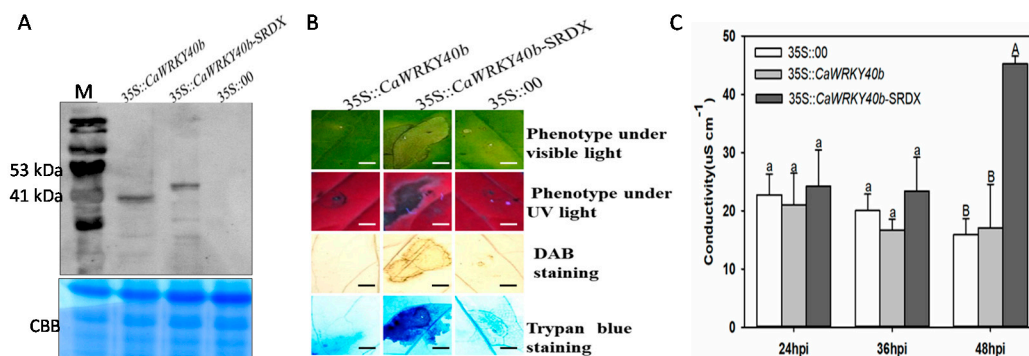 A
35S::CaWRKY40b
35S::CaWRKY40b-SRDX
35S::00
M
53 kDa
41 kDa
CBB
B
35S::CaWRKY40b
35S::CaWRKY40b-SRDX
35S::00
Phenotype under
visible light
Phenotype under
UV light
DAB
staining
Trypan blue
staining
C
Conductivity(uS cm-1)
50
40
30
20
10
0
35S::00
35S::CaWRKY40b
35S::CaWRKY40b-SRDX
a a a
a a a
B B A
24hpi 36hpi 48hpi